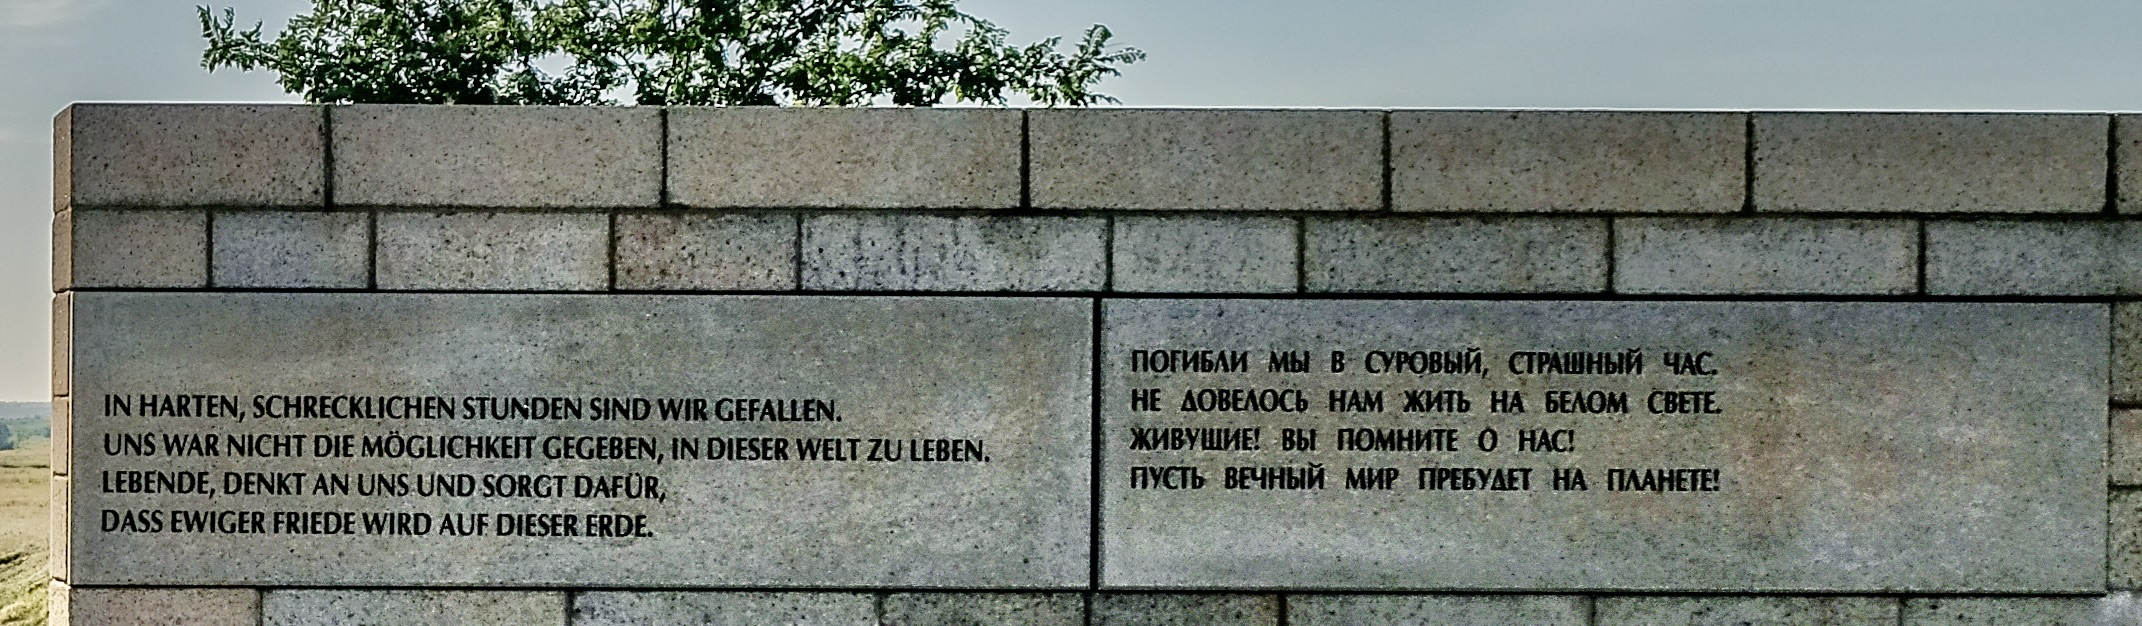 IN HARTEN, SCHRECKLICHEN STUNDEN SIND WIR GEFALLEN.
UNS WAR NICHT DIE MÖGLICHKEIT GEGEBEN, IN DIESER WELT ZU LEBEN.
LEBENDE, DENKT AN UNS UND SORGT DAFÜR,
DASS EWIGER FRIEDE WIRD AUF DIESER ERDE.
ПОГИБЛИ МЫ В СУРОВЫЙ, СТРАШНЫЙ ЧАС.
НЕ ДОВЕЛОСЬ НАМ ЖИТЬ НА БЕЛОМ СВЕТЕ.
ЖИВУШИЕ! ВЫ ПОМНИТЕ О НАС!
ПУСТЬ ВЕЧНЫЙ МИР ПРЕБУДЕТ НА ПЛАНЕТЕ!